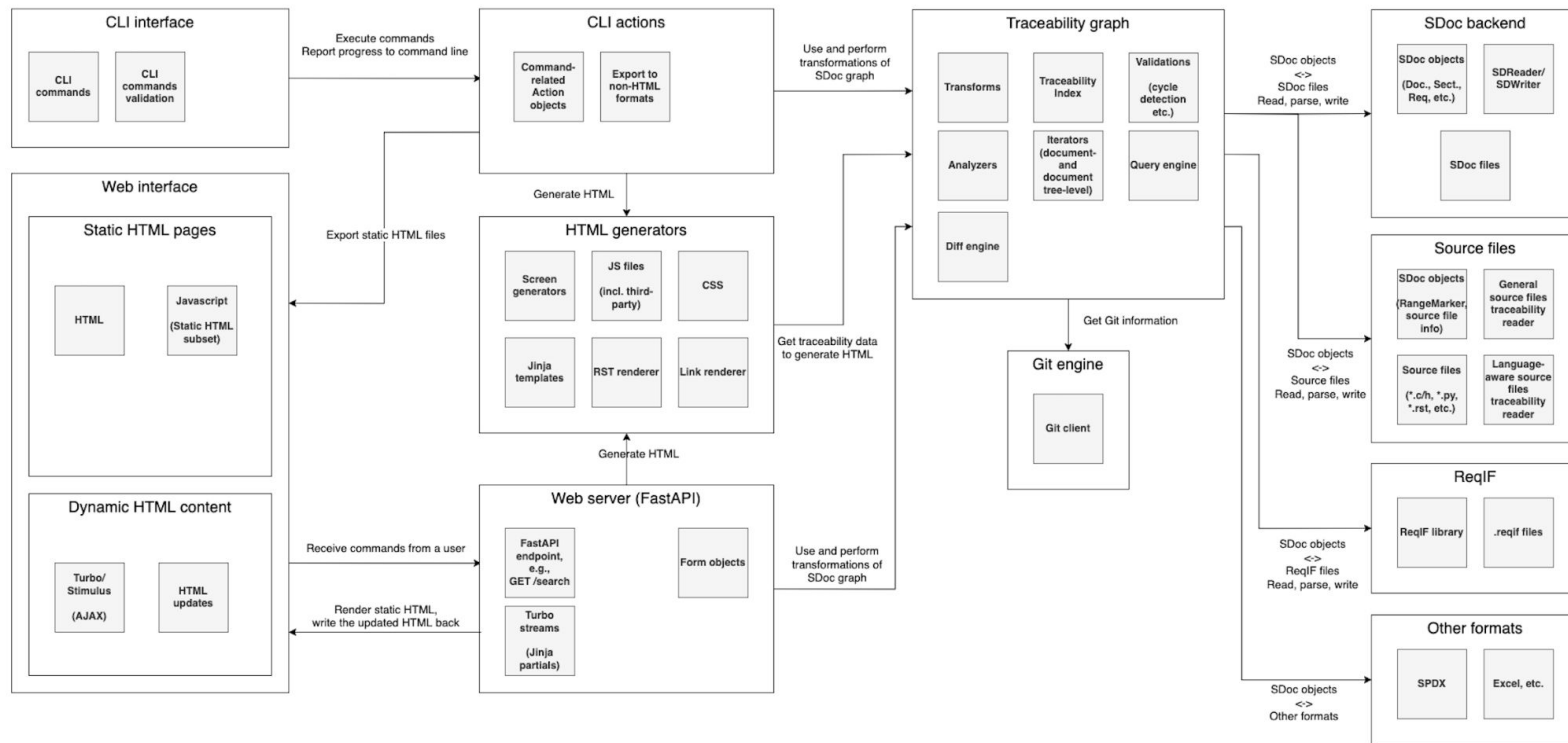 CLI interface
CLI
commands
CLI
commands
validation
Execute commands
Report progress to command line
CLI actions
Command-
related
Action
objects
Export to
non-HTML
formats
Use and perform
transformations of
SDoc graph
Generate HTML
Export static HTML files
Web interface
Static HTML pages
HTML
Javascript
(Static HTML
subset)
Dynamic HTML content
Turbo/
Stimulus
(AJAX)
HTML
updates
HTML generators
Screen
generators
JS files
(incl. third-
party)
CSS
Jinja
templates
RST renderer
Link renderer
Get traceability data
to generate HTML
Generate HTML
Receive commands from a user
Render static HTML,
write the updated HTML back
Web server (FastAPI)
FastAPI
endpoint,
e.g.,
GET /search
Form objects
Turbo
streams
(Jinja
partials)
Use and perform
transformations of
SDoc graph
Traceability graph
Transforms
Traceability
Index
Validations
(cycle
detection
etc.)
Analyzers
Iterators
(document-
and
document
tree-level)
Query engine
Diff engine
Get Git information
Git engine
Git client
SDoc objects
<->
SDoc files
Read, parse, write
SDoc backend
SDoc objects
(Doc., Sect.,
Req, etc.)
SDReader/
SDWriter
SDoc files
SDoc objects
<->
Source files
Read, parse, write
Source files
SDoc objects
(RangeMarker,
source file
info)
General
source files
traceability
reader
Source files
(*.c/h, *.py,
*.rst, etc.)
Language-
aware source
files
traceability
reader
SDoc objects
<->
ReqIF files
Read, parse, write
ReqIF
ReqIF library
.reqif files
SDoc objects
<->
Other formats
Other formats
SPDX
Excel, etc.